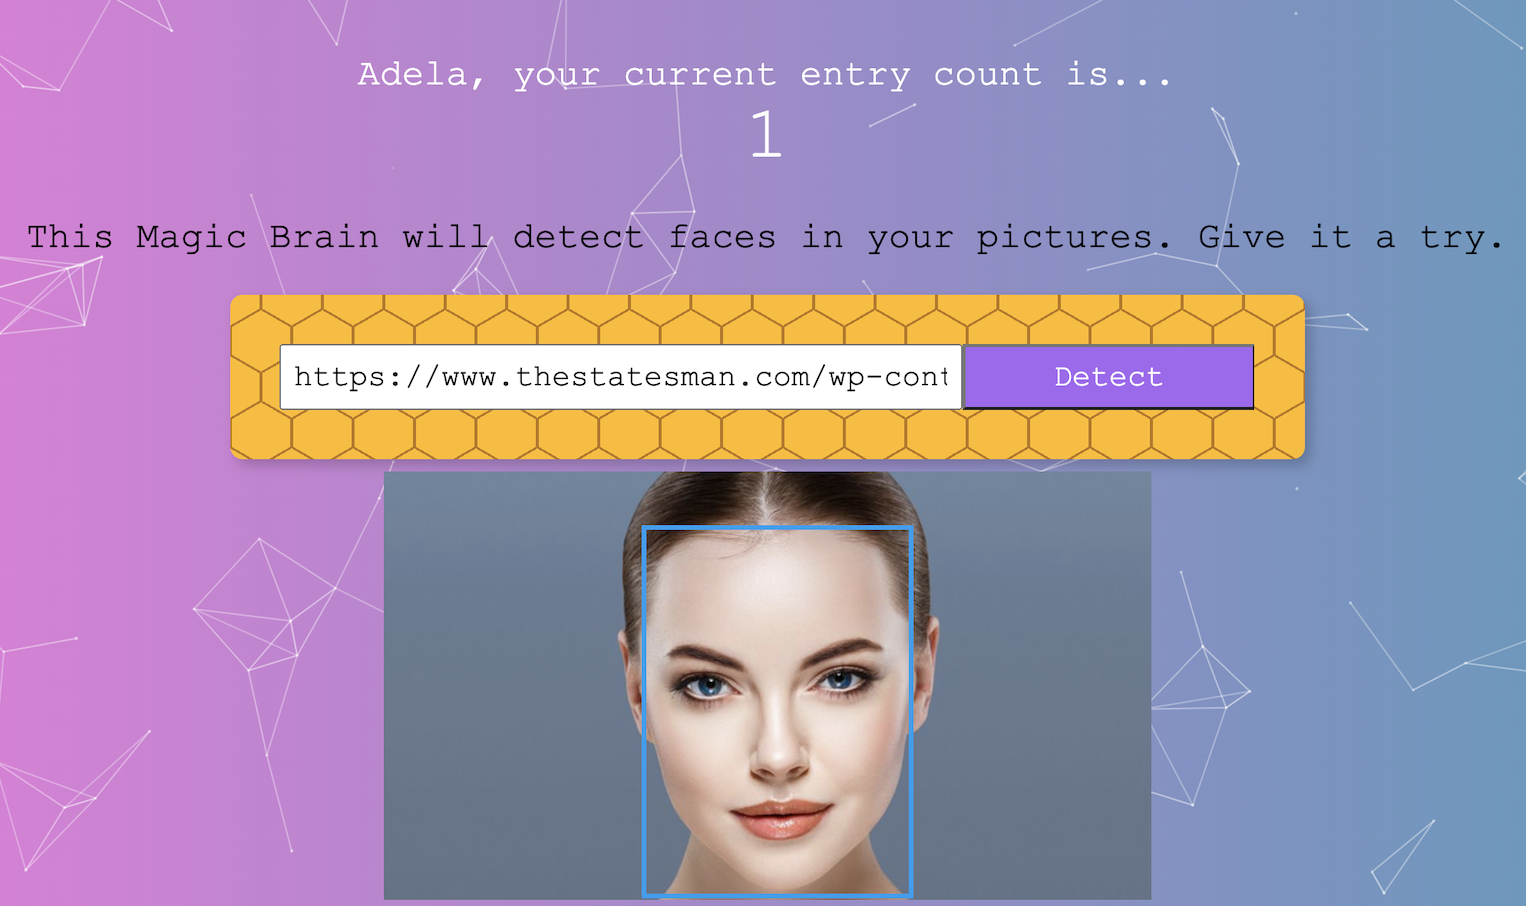 Adela, your current entry count is...
1
This Magic Brain will detect faces in your pictures. Give it a try.
https://www.thestatesman.com/wp-cont
Detect